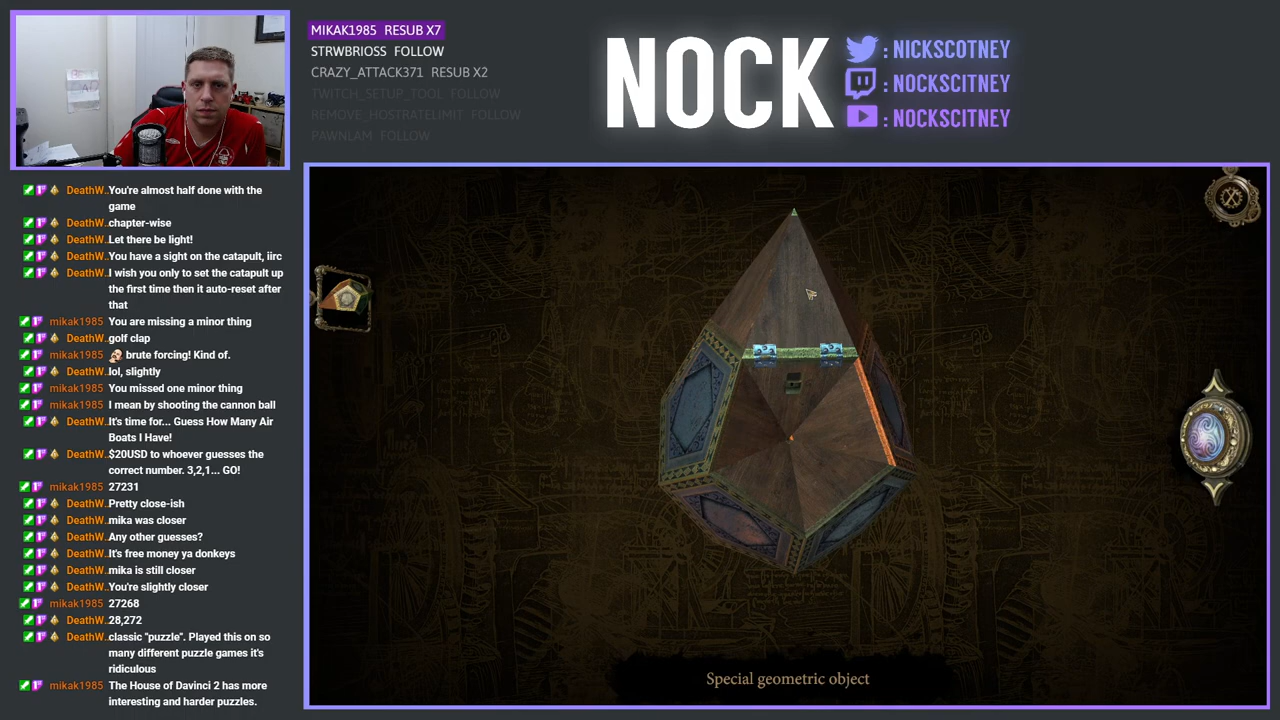 MIKAK1985 RESUB X7
STRWBRIOSS FOLLOW
CRAZY_ATTACK371 RESUB X2
TWITCH_SETUP_TOOL FOLLOW
REMOVE_HOSTRATELIMIT FOLLOW
PAWNLAM FOLLOW
NOCK
: NICKSCOTNEY
: NOCKSCITNEY
: NOCKSCITNEY
DeathW.. You're almost half done with the
game
DeathW.. chapter-wise
DeathW.. Let there be light!
DeathW.. You have a sight on the catapult, iirc
DeathW.. I wish you only to set the catapult up
the first time then it auto-reset after
that
mikak1985 You are missing a minor thing
DeathW.. golf clap
mikak1985 brute forcing! Kind of.
DeathW.. lol, slightly
mikak1985 You missed one minor thing
mikak1985 I mean by shooting the cannon ball
DeathW.. It's time for... Guess How Many Air
Boats I Have!
DeathW.. $20USD to whoever guesses the
correct number. 3,2,1... GO!
mikak1985 27231
DeathW.. Pretty close-ish
DeathW.. mika was closer
DeathW.. Any other guesses?
DeathW.. It's free money ya donkeys
DeathW.. mika is still closer
DeathW.. You're slightly closer
mikak1985 27268
DeathW.. 28,272
DeathW.. classic "puzzle". Played this on so
many different puzzle games it's
ridiculous
mikak1985 The House of Davinci 2 has more
interesting and harder puzzles.
Special geometric object